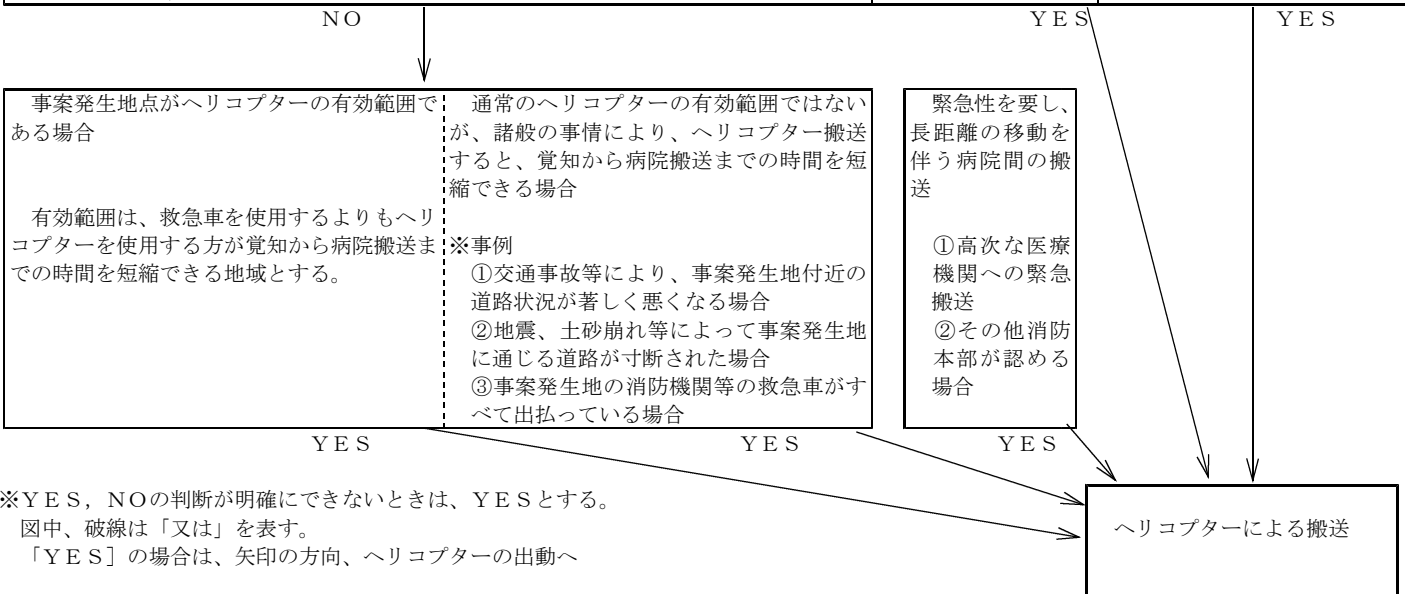 NO
YES
YES
事案発生地点がヘリコプターの有効範囲で
ある場合
有効範囲は、救急車を使用するよりもヘリ
コプターを使用する方が覚知から病院搬送ま
での時間を短縮できる地域とする。
通常のヘリコプターの有効範囲ではない
が、諸般の事情により、ヘリコプター搬送
すると、覚知から病院搬送までの時間を短
縮できる場合
※事例
①交通事故等により、事案発生地付近の
道路状況が著しく悪くなる場合
②地震、土砂崩れ等によって事案発生地
に通じる道路が寸断された場合
③事案発生地の消防機関等の救急車がす
べて出払っている場合
緊急性を要し、
長距離の移動を
伴う病院間の搬
送
①高次な医療
機関への緊急
搬送
②その他消防
本部が認める
場合
YES
YES
YES
※YES，NOの判断が明確にできないときは、YESとする。
図中、破線は「又は」を表す。
「YES］の場合は、矢印の方向、ヘリコプターの出動へ
ヘリコプターによる搬送